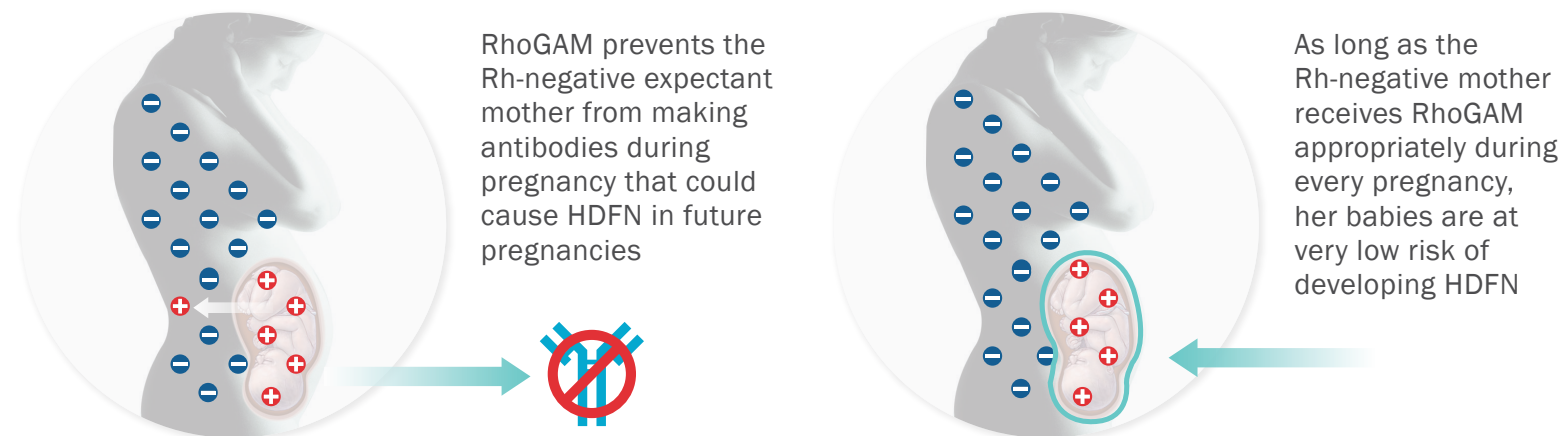 RhoGAM prevents the
Rh-negative expectant
mother from making
antibodies during
pregnancy that could
cause HDFN in future
pregnancies
As long as the
Rh-negative mother
receives RhoGAM
appropriately during
every pregnancy,
her babies are at
very low risk of
developing HDFN